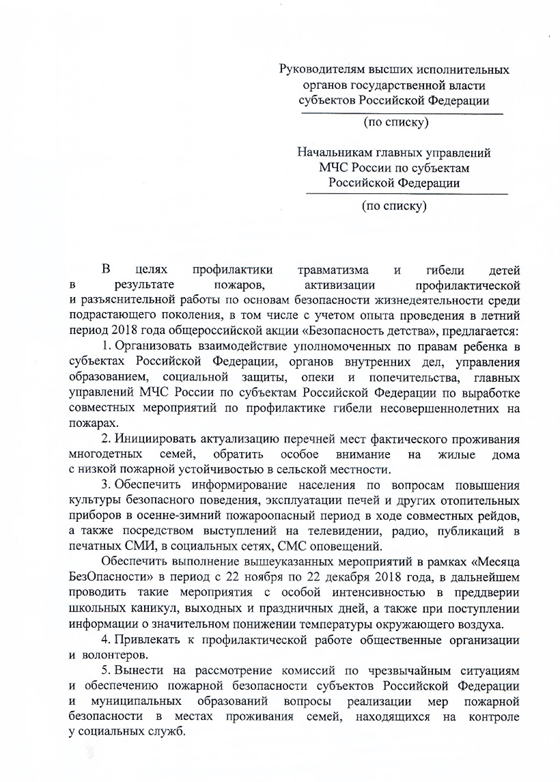 Руководителям высших исполнительных
органов государственной власти
субъектов Российской Федерации
(по списку)
Начальникам главных управлений
МЧС России по субъектам
Российской Федерации
(по списку)
В целях профилактики травматизма и гибели детей
в результате пожаров, активизации профилактической
и разъяснительной работы по основам безопасности жизнедеятельности среди
подрастающего поколения, в том числе с учетом опыта проведения в летний
период 2018 года общероссийской акции «Безопасность детства», предлагается:
1. Организовать взаимодействие уполномоченных по правам ребенка в
субъектах Российской Федерации, органов внутренних дел, управления
образованием, социальной защиты, опеки и попечительства, главных
управлений МЧС России по субъектам Российской Федерации по выработке
совместных мероприятий по профилактике гибели несовершеннолетних на
пожарах.
2. Инициировать актуализацию перечней мест фактического проживания
многодетных семей, обратить особое внимание на жилые дома
с низкой пожарной устойчивостью в сельской местности.
3. Обеспечить информирование населения по вопросам повышения
культуры безопасного поведения, эксплуатации печей и других отопительных
приборов в осенне-зимний пожароопасный период в ходе совместных рейдов,
а также посредством выступлений на телевидении, радио, публикаций в
печатных СМИ, в социальных сетях, СМС оповещений.
Обеспечить выполнение вышеуказанных мероприятий в рамках «Месяца
БезОпасности» в период с 22 ноября по 22 декабря 2018 года, в дальнейшем
проводить такие мероприятия с особой интенсивностью в преддверии
школьных каникул, выходных и праздничных дней, а также при поступлении
информации о значительном понижении температуры окружающего воздуха.
4. Привлекать к профилактической работе общественные организации
и волонтеров.
5. Вынести на рассмотрение комиссий по чрезвычайным ситуациям
и обеспечению пожарной безопасности субъектов Российской Федерации
и муниципальных образований вопросы реализации мер пожарной
безопасности в местах проживания семей, находящихся на контроле
у социальных служб.